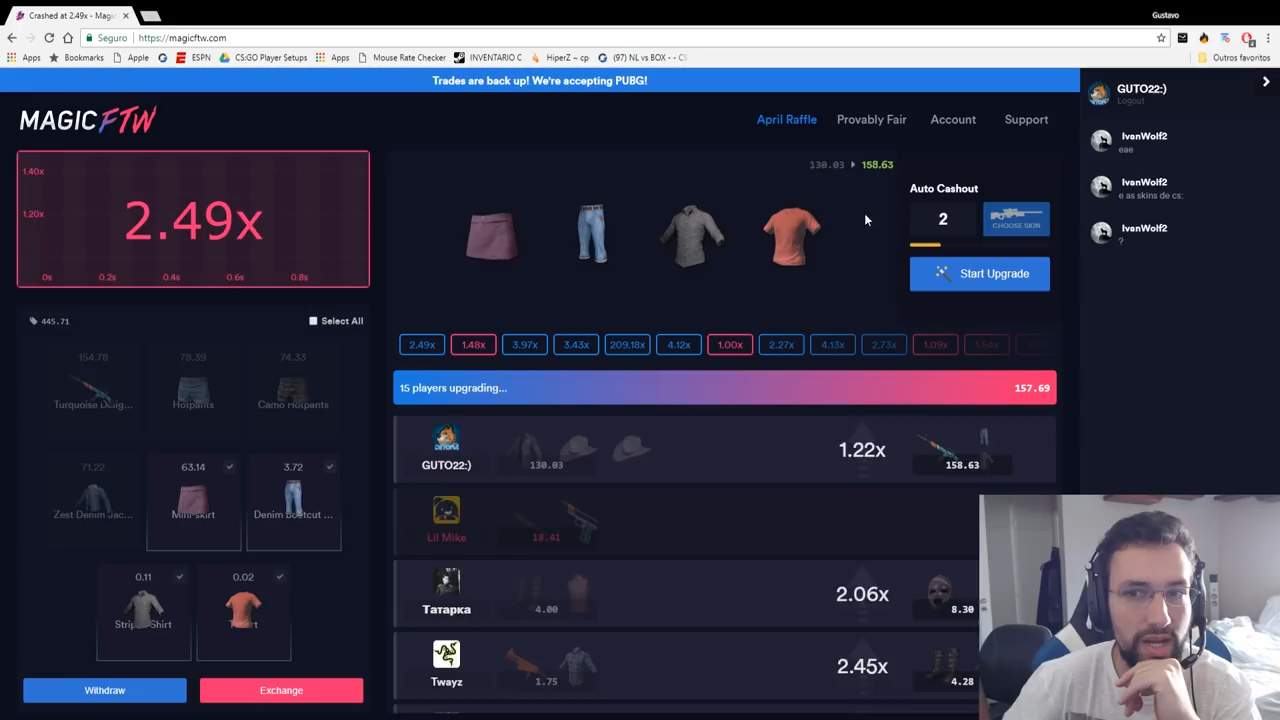 Crashed at 2.49x - Magi
Gustavo
Seguro
https://magicftw.com
Apps
Bookmarks
Apple
ESPN
CS:GO Player Setups
Apps
Mouse Rate Checker
INVENTARIO C
HiperZ ~ cp
(97) NL vs BOX - - CS
Outros favoritos
Trades are back up! We're accepting PUBG!
GUTO22:)
Logout
MAGIC FTW
April Raffle
Provably Fair
Account
Support
IvanWolf2
eae
IvanWolf2
e as skins de cs:
IvanWolf2
?
1.40x
1.20x
2.49x
0s
0.2s
0.4s
0.6s
0.8s
130.03
158.63
Auto Cashout
2
CHOOSE SKIN
Start Upgrade
445.71
Select All
2.49x
1.48x
3.97x
3.43x
209.18x
4.12x
1.00x
2.27x
4.13x
2.73x
1.09x
1.54x
154.78
Turquoise Delig...
78.39
Hotpants
74.33
Camo Hotpants
71.22
Zest Denim Jac...
63.14
Mini-skirt
3.72
Denim Bootcut ...
0.11
Shirt
0.02
Withdraw
Exchange
15 players upgrading...
157.69
GUTO22:)
130.03
1.22x
158.63
Lil Mike
18.41
Татарка
4.00
2.06x
8.30
Twayz
1.75
2.45x
4.28